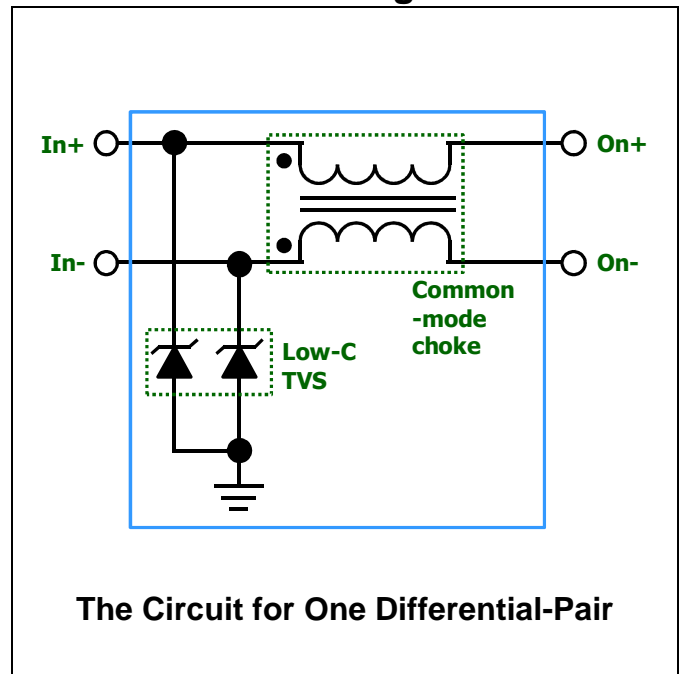 In+
On+
In-
On-
Common
-mode
choke
Low-C
TVS
The Circuit for One Differential-Pair